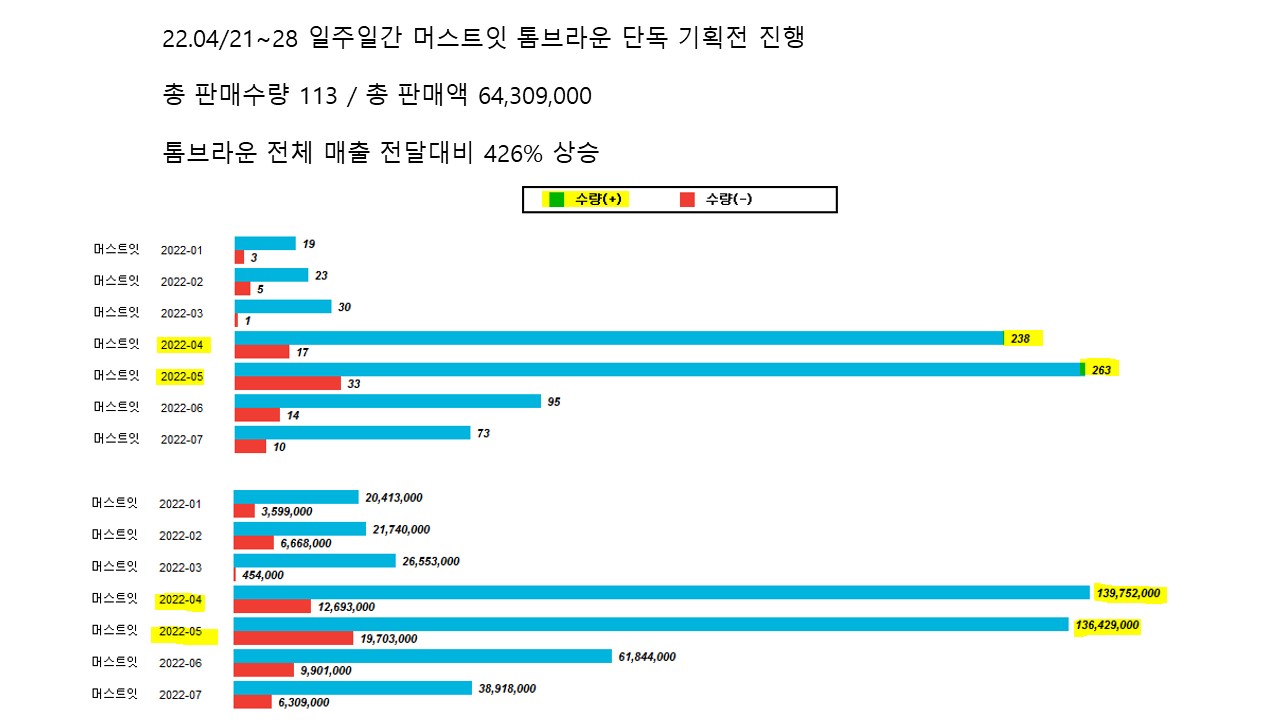 22.04/21~28 일주일간 머스트잇 톰브라운 단독 기획전 진행
총 판매수량 113 / 총 판매액 64,309,000
톰브라운 전체 매출 전달대비 426% 상승
수량(+) 수량(-)
머스트잇 2022-01 19
3
머스트잇 2022-02 23
5
머스트잇 2022-03 30
1
머스트잇 2022-04 238
17
머스트잇 2022-05 263
33
머스트잇 2022-06 95
14
머스트잇 2022-07 73
10
머스트잇 2022-01 20,413,000
3,599,000
머스트잇 2022-02 21,740,000
6,668,000
머스트잇 2022-03 26,553,000
454,000
머스트잇 2022-04 139,752,000
12,693,000
머스트잇 2022-05 136,429,000
19,703,000
머스트잇 2022-06 61,844,000
9,901,000
머스트잇 2022-07 38,918,000
6,309,000